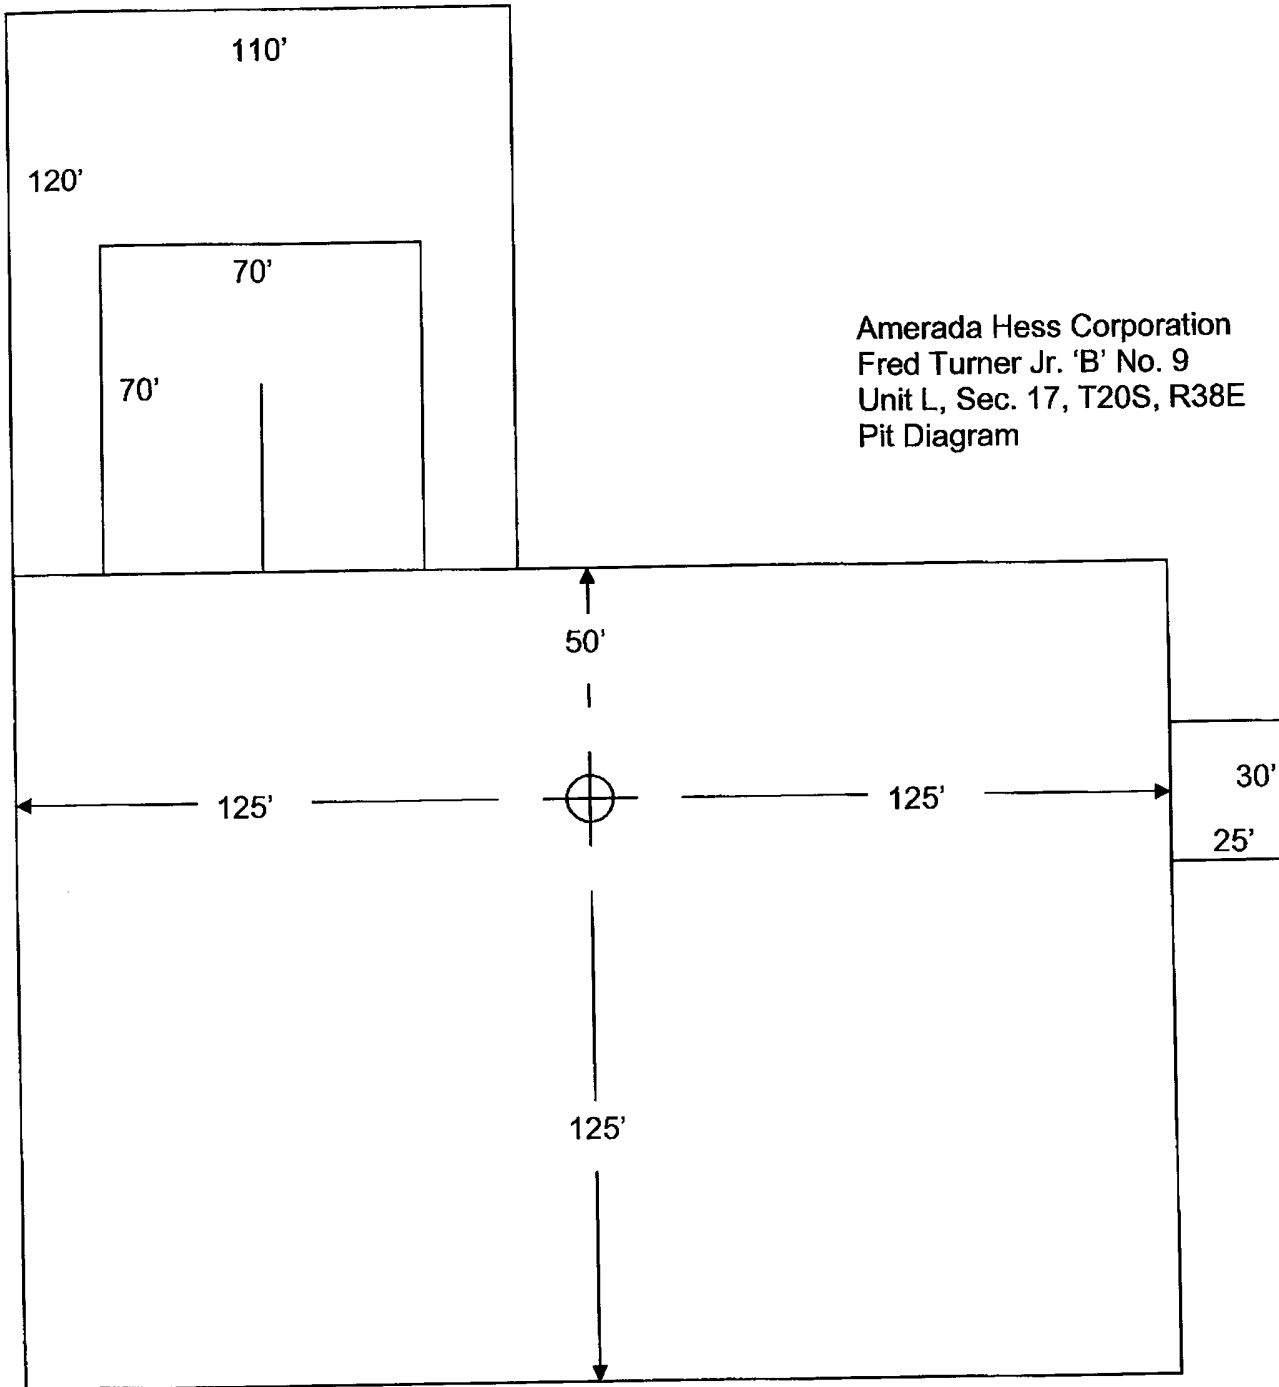 110'
120'
70'
70'
Amerada Hess Corporation
Fred Turner Jr. 'B' No. 9
Unit L, Sec. 17, T20S, R38E
Pit Diagram
50'
30'
125'
125'
25'
125'